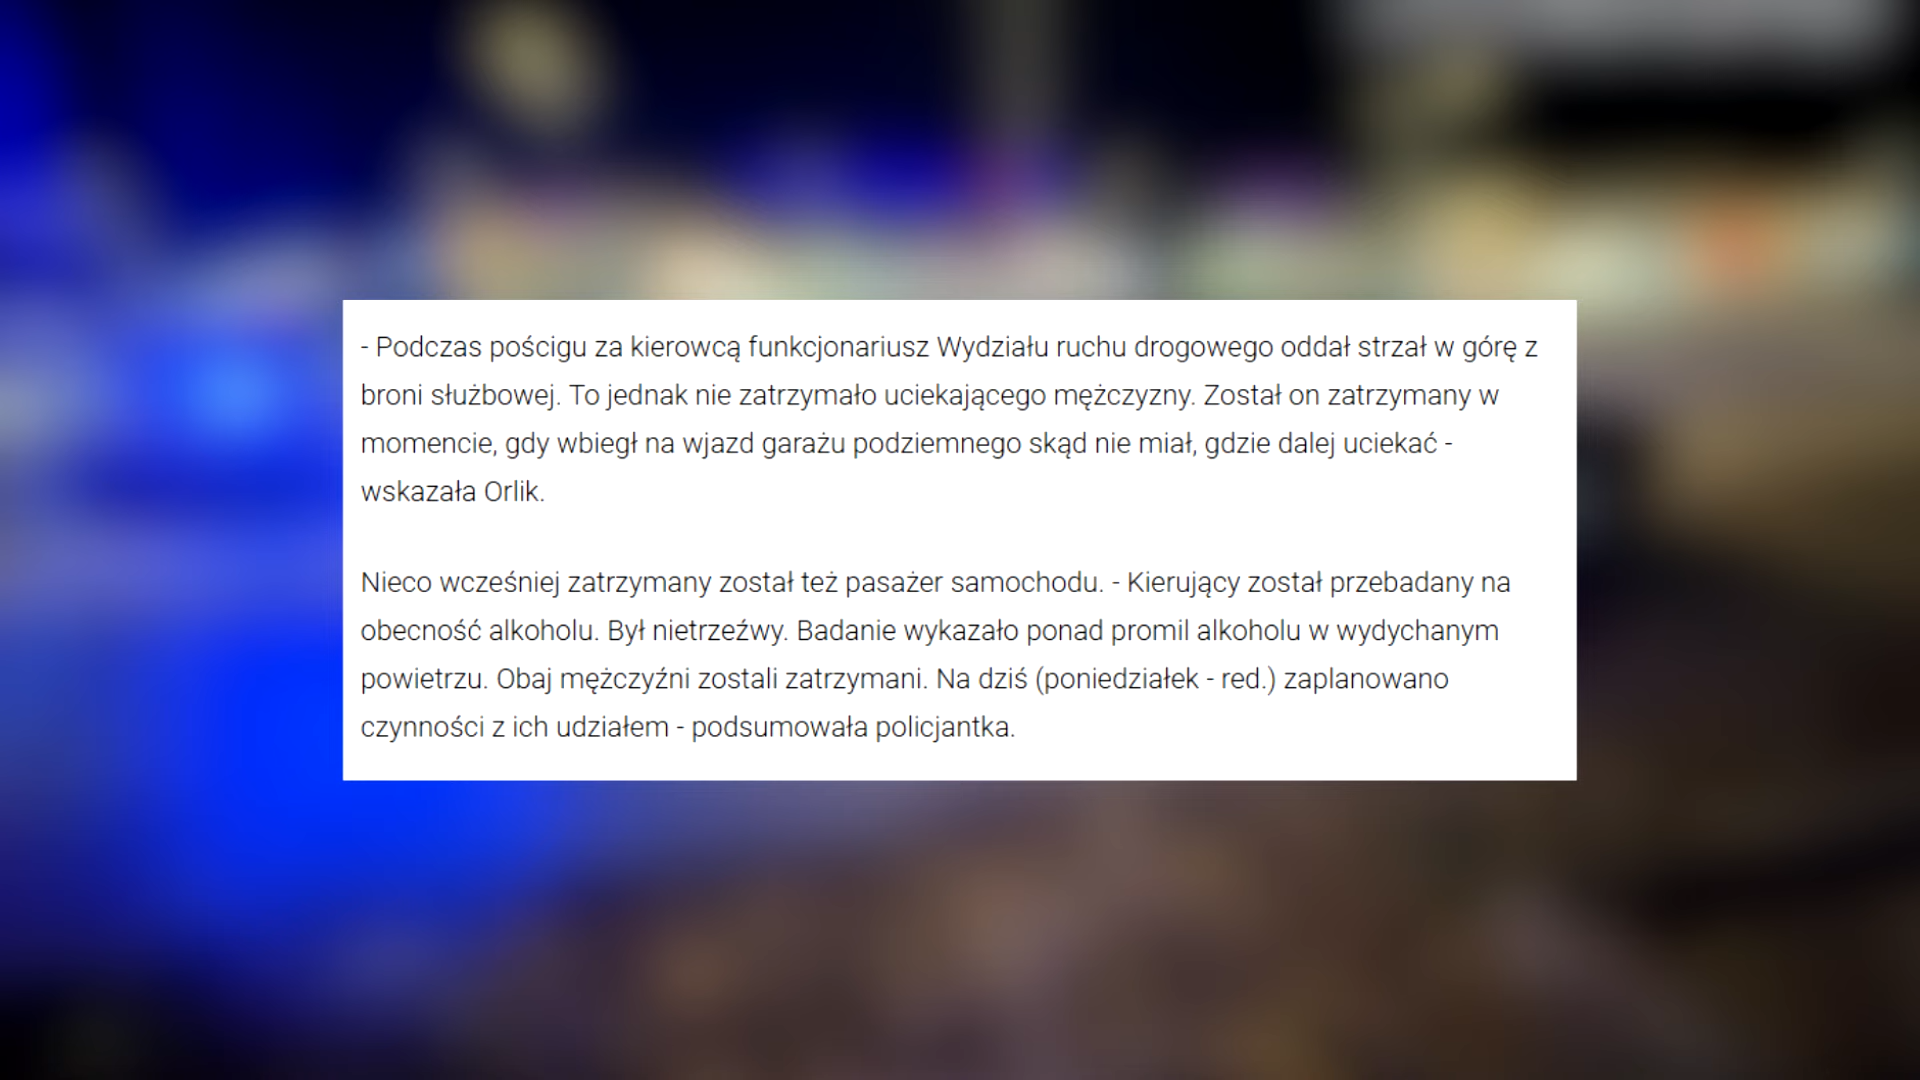 - Podczas pościgu za kierowcą funkcjonariusz Wydziału ruchu drogowego oddał strzał w górę z
broni służbowej. To jednak nie zatrzymało uciekającego mężczyzny. Został on zatrzymany w
momencie, gdy wbiegł na wjazd garażu podziemnego skąd nie miał, gdzie dalej uciekać -
wskazała Orlik.
Nieco wcześniej zatrzymany został też pasażer samochodu. - Kierujący został przebadany na
obecność alkoholu. Był nietrzeźwy. Badanie wykazało ponad promil alkoholu w wydychanym
powietrzu. Obaj mężczyźni zostali zatrzymani. Na dziś (poniedziałek - red.) zaplanowano
czynności z ich udziałem - podsumowała policjantka.